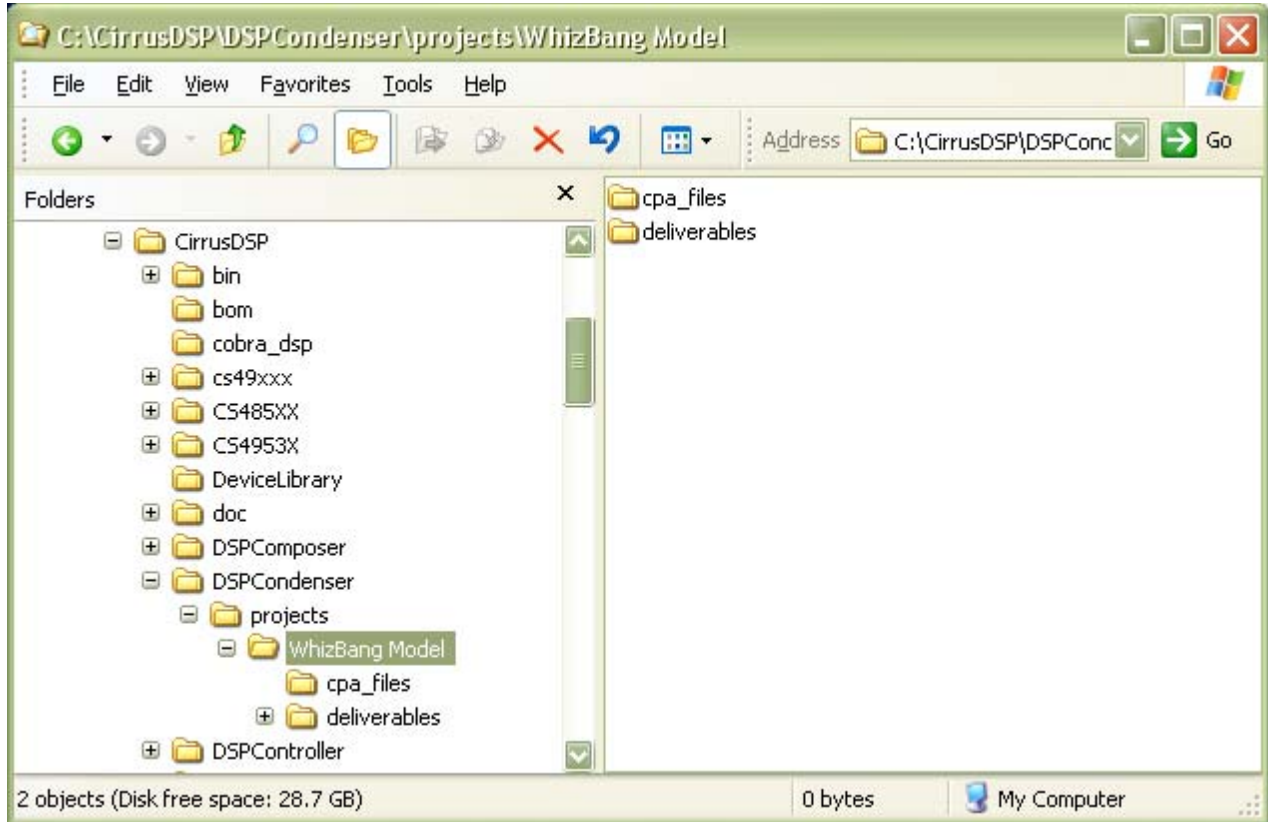 C:\CirrusDSP\DSPCondenser\projects\WhizBang Model
File Edit View Favorites Tools Help
Address C:\CirrusDSP\DSPConc Go
Folders
CirrusDSP
bin
bom
cobra_dsp
cs49xxx
CS485XX
CS4953X
DeviceLibrary
doc
DSPComposer
DSPCondenser
projects
WhizBang Model
cpa_files
deliverables
DSPController
cpa_files
deliverables
2 objects (Disk free space: 28.7 GB) 0 bytes My Computer